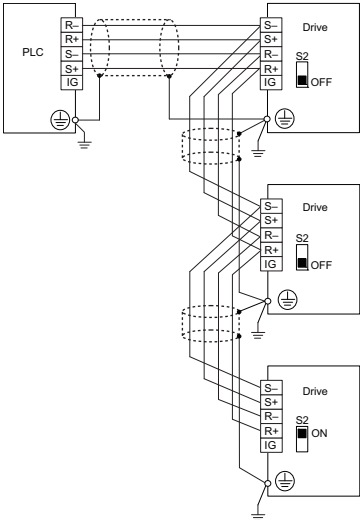 PLC
R–
R+
S–
S+
IG
S–
S+
R–
R+
IG
Drive
S2
OFF
S–
S+
R–
R+
IG
Drive
S2
OFF
S–
S+
R–
R+
IG
Drive
S2
ON